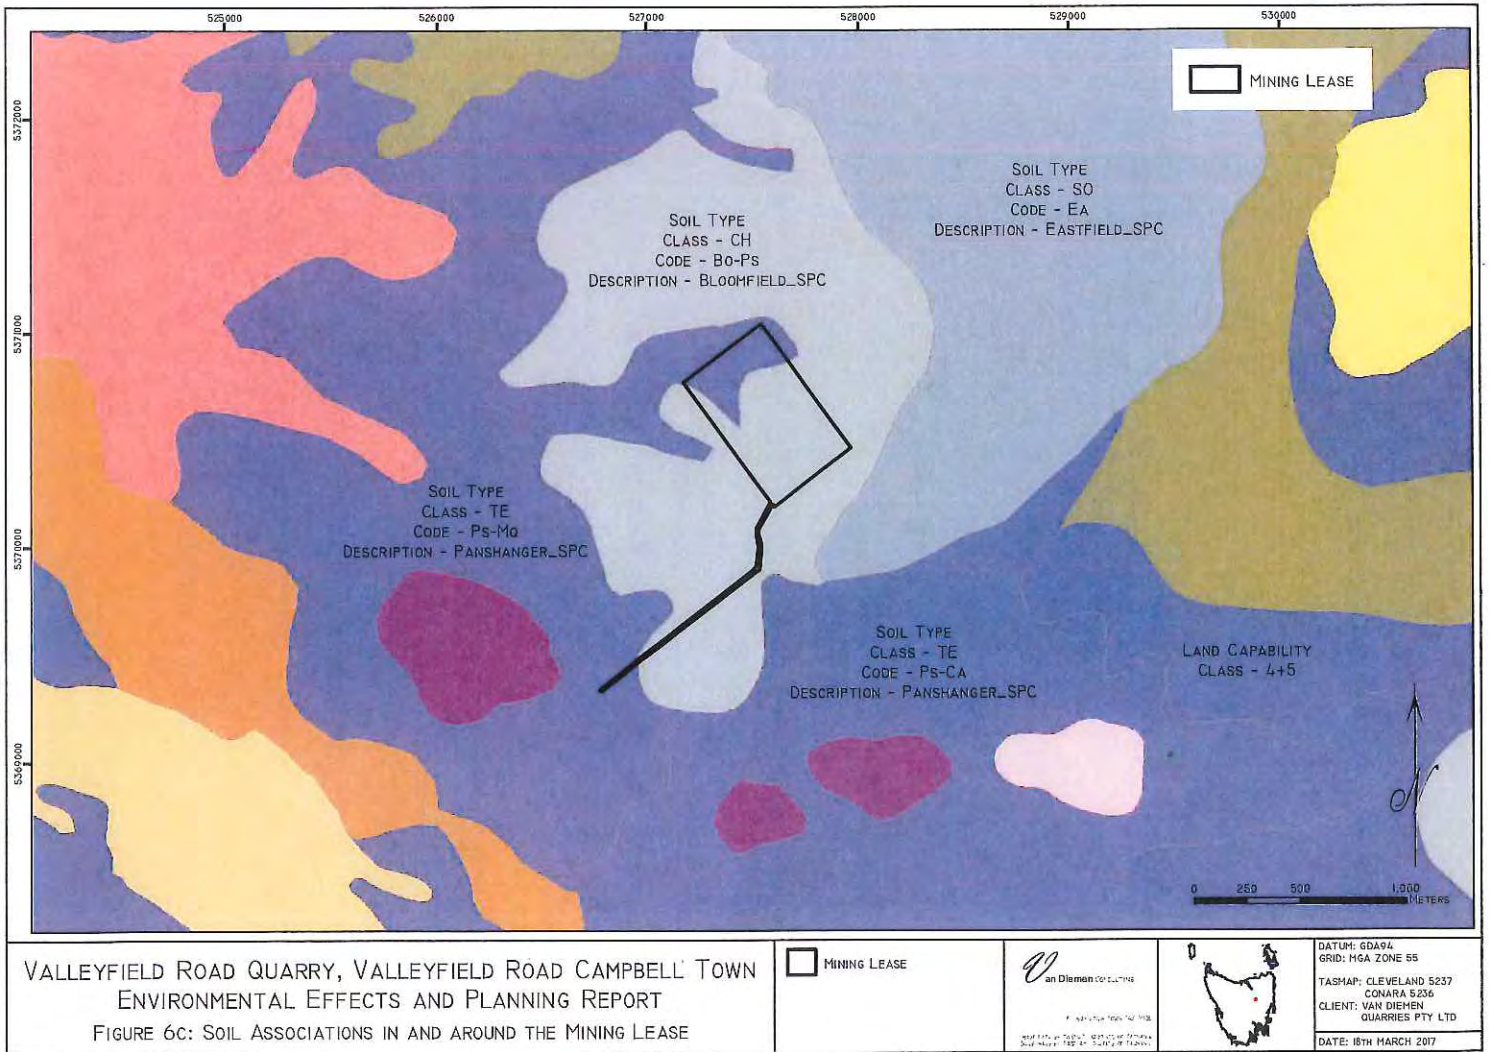 525000 526000 527000 528000 529000 530000
5372000
5371000
5370000
5369000
MINING LEASE
SOIL TYPE
CLASS - SO
CODE - EA
DESCRIPTION - EASTFIELD_SPC
SOIL TYPE
CLASS - CH
CODE - BO-PS
DESCRIPTION - BLOOMFIELD_SPC
SOIL TYPE
CLASS - TE
CODE - PS-MQ
DESCRIPTION - PANSHANGER_SPC
SOIL TYPE
CLASS - TE
CODE - PS-CA
DESCRIPTION - PANSHANGER_SPC
LAND CAPABILITY
CLASS - 4+5
N
0 250 500 1,000
METERS
VALLEYFIELD ROAD QUARRY, VALLEYFIELD ROAD CAMPBELL TOWN
ENVIRONMENTAL EFFECTS AND PLANNING REPORT
FIGURE 6C: SOIL ASSOCIATIONS IN AND AROUND THE MINING LEASE
MINING LEASE
Van Diemen CONSULTING
DATUM: GDA94
GRID: MGA ZONE 55
TASMAP: CLEVELAND 5237
CONARA 5236
CLIENT: VAN DIEMEN
QUARRIES PTY LTD
DATE: 18TH MARCH 2017